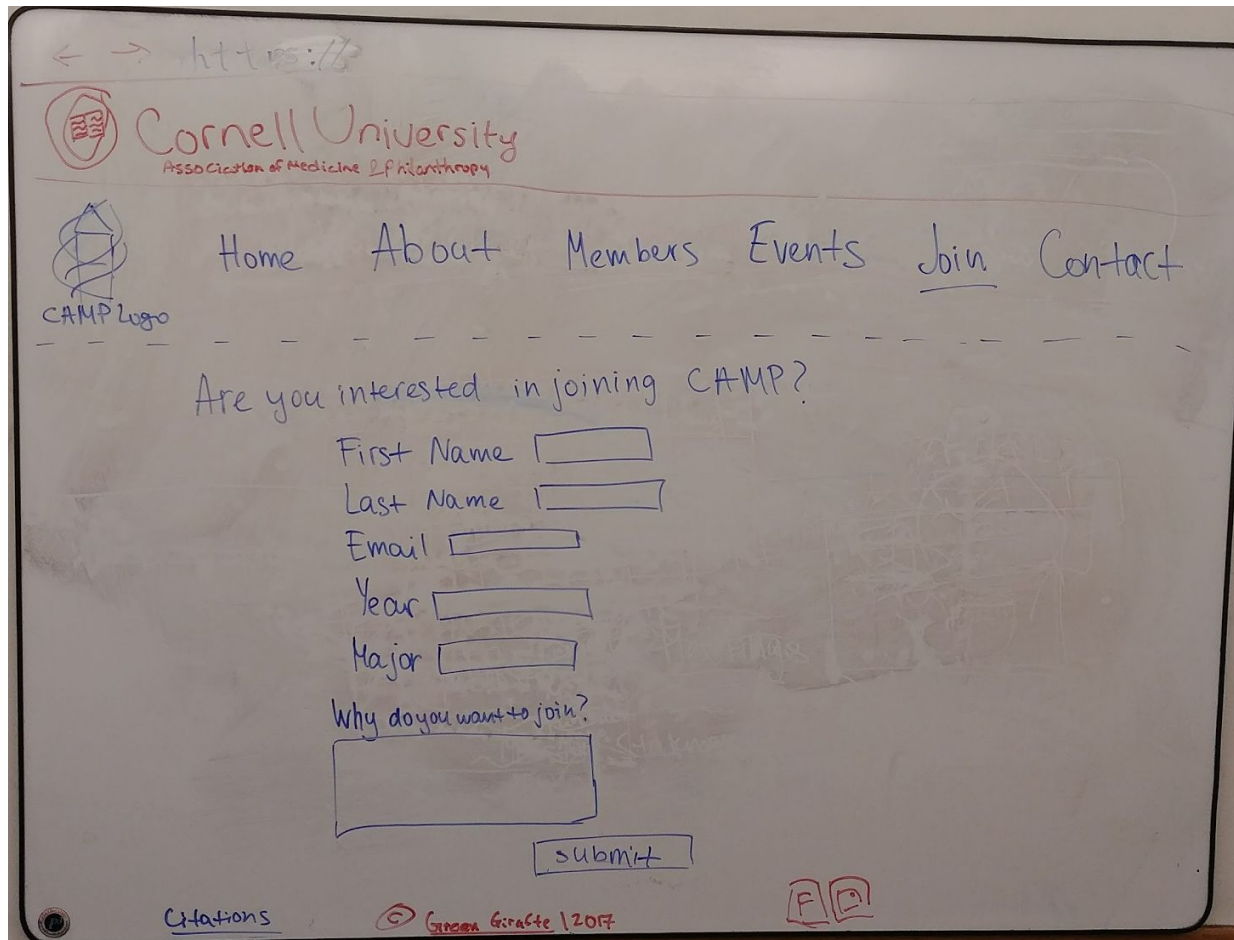 ← → https://
Cornell University
Association of Medicine & Philanthropy
Home About Members Events Join Contact
CAMP Logo
Are you interested in joining CAMP?
First Name
Last Name
Email
Year
Major
Why do you want to join?
submit
Citations © Green Giraffe | 2017 F